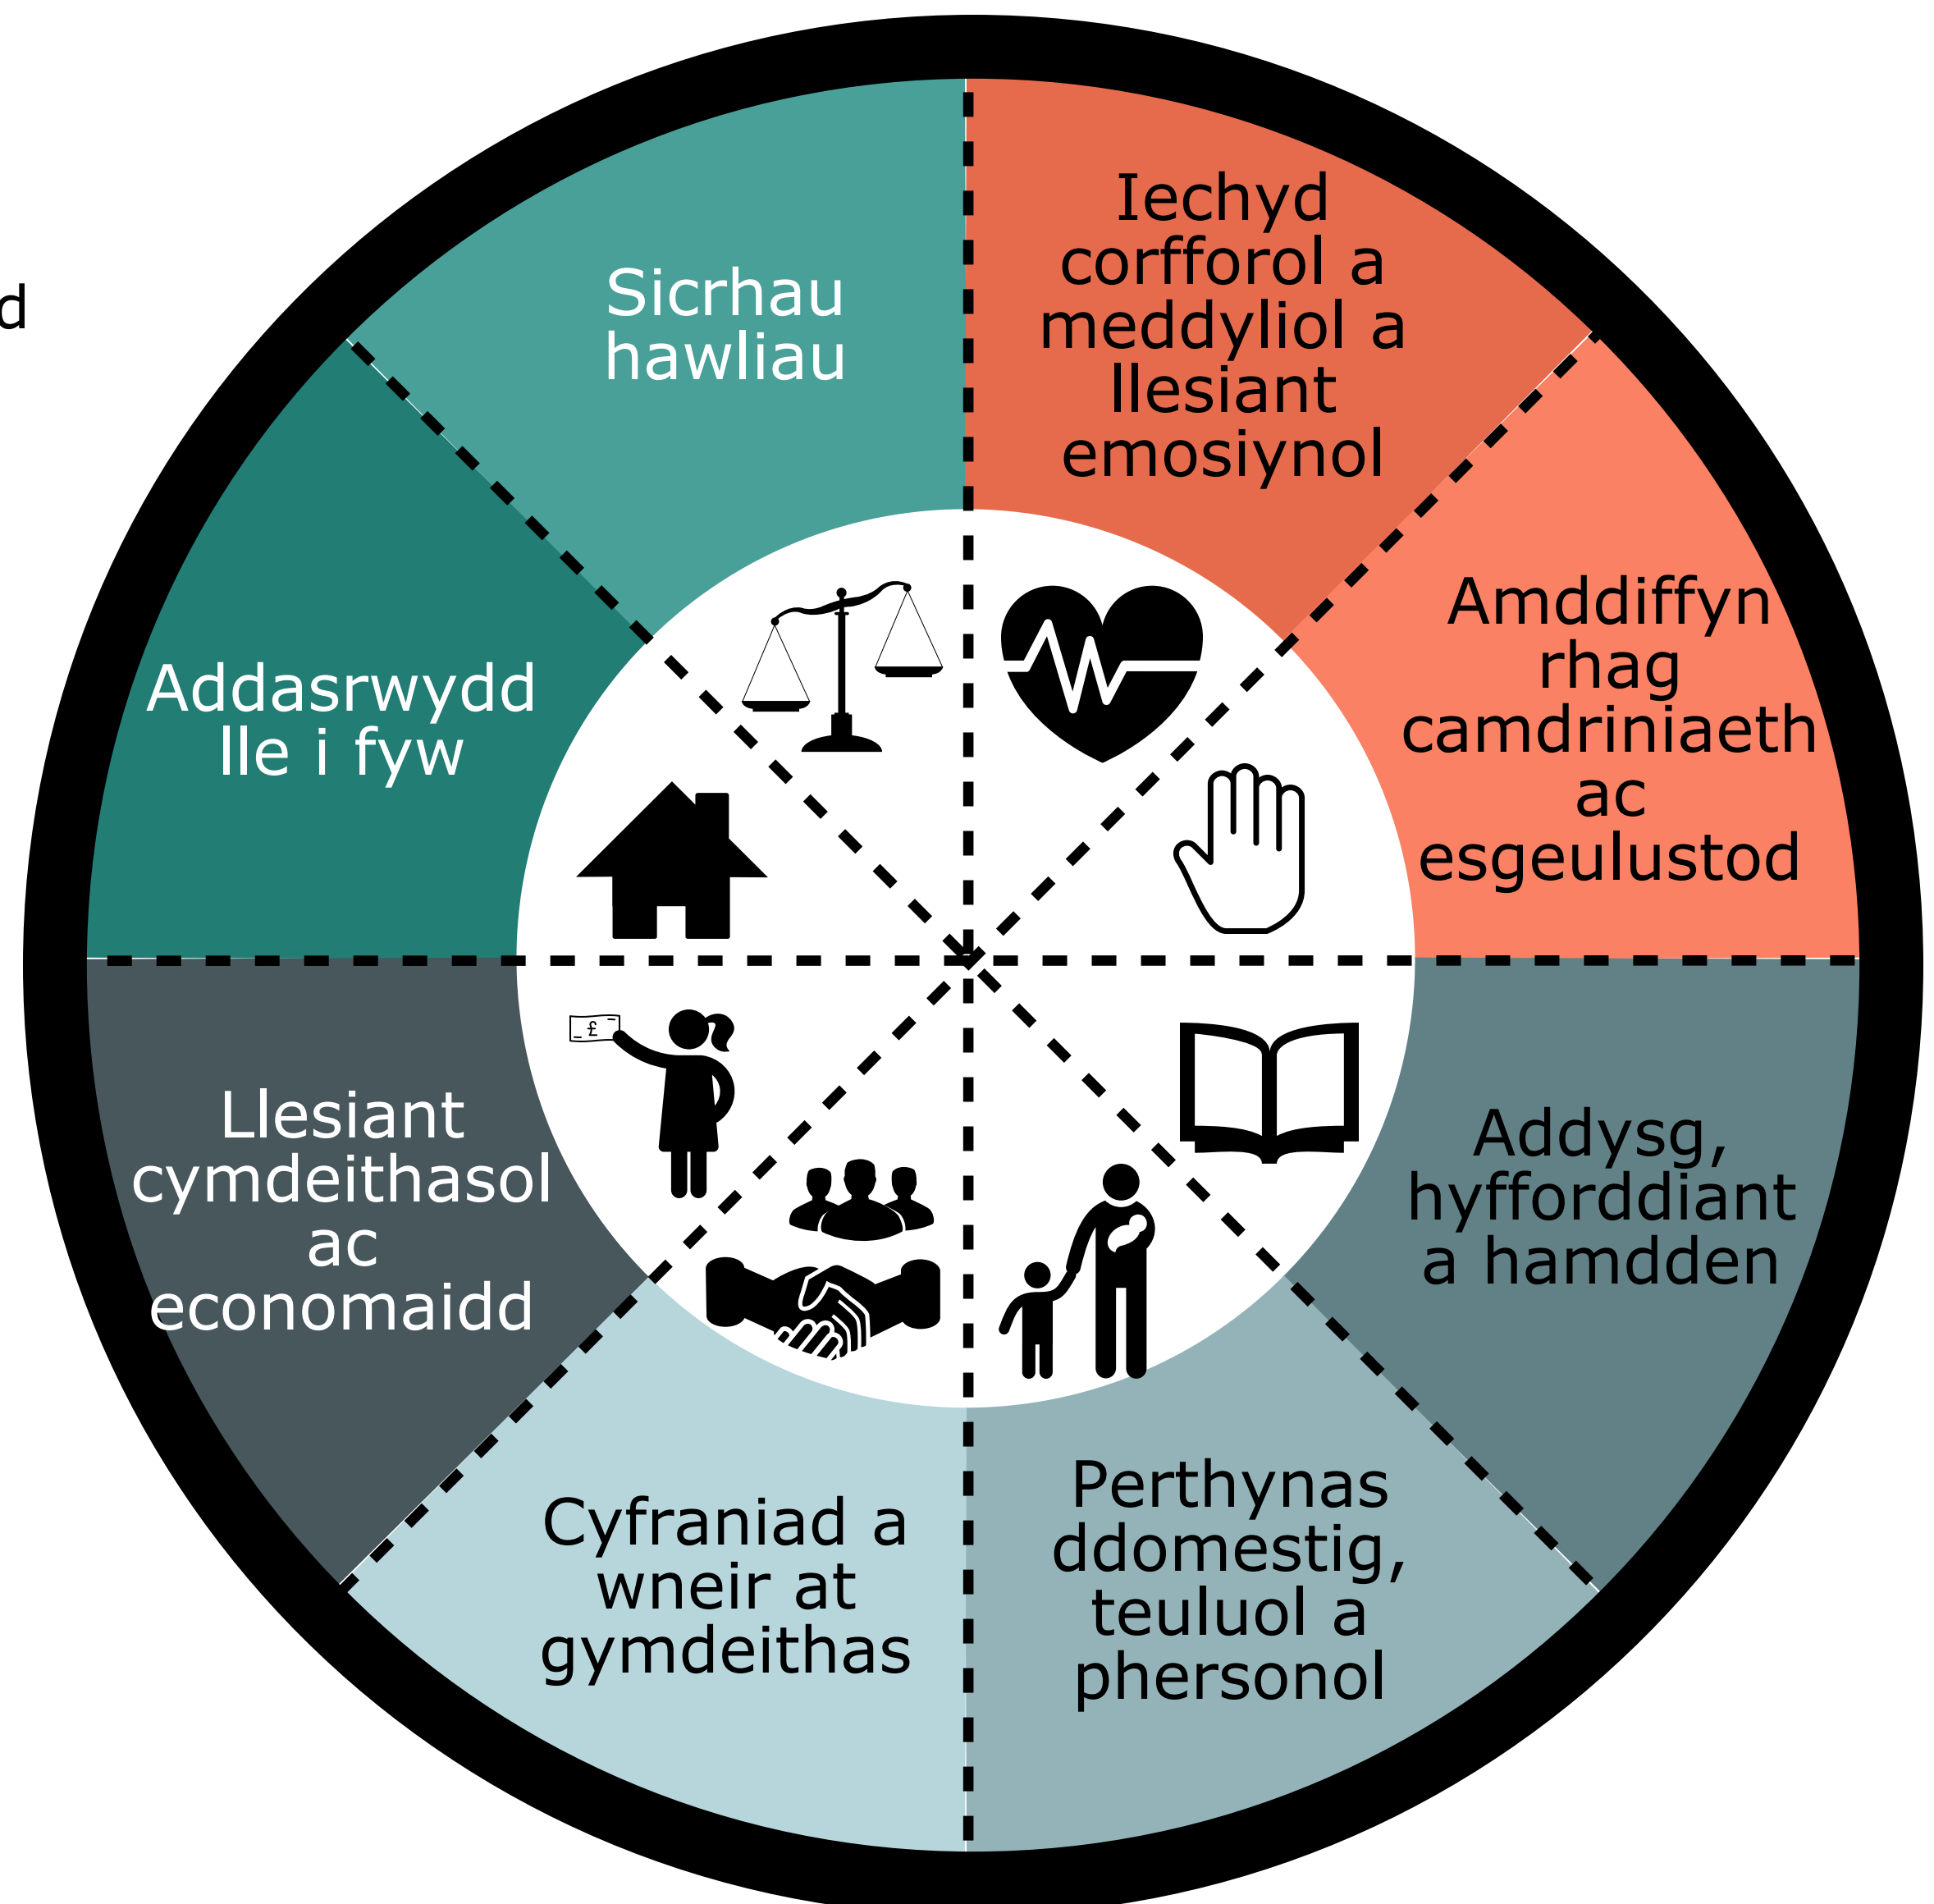 Iechyd
corfforol a
meddyliol a
llesiant
emosiynol
Amddiffyn
rhag
camdriniaeth
ac
esgeulustod
Addysg,
hyfforddiant
a hamdden
Perthynas
ddomestig,
teuluol a
phersonol
Cyfraniad a
wneir at
gymdeithas
Llesiant
cymdeithasol
ac
economaidd
£
Addasrwydd
lle i fyw
Sicrhau
hawliau